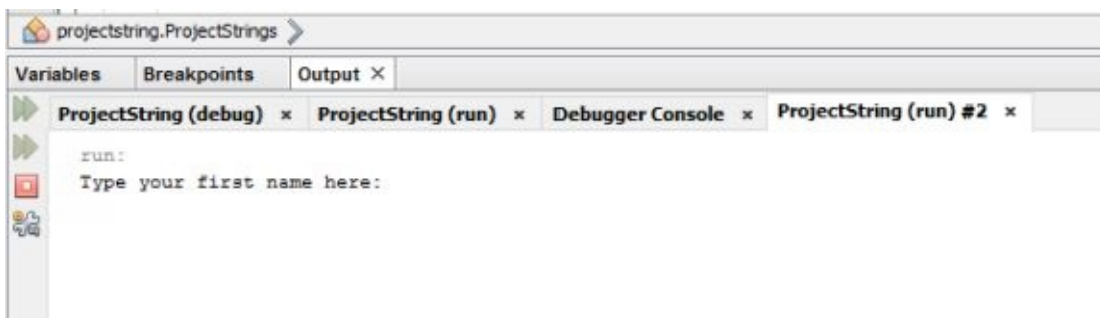 projectstring.ProjectStrings
Variables Breakpoints Output ×
ProjectString (debug) × ProjectString (run) × Debugger Console × ProjectString (run) #2 ×
run:
Type your first name here: